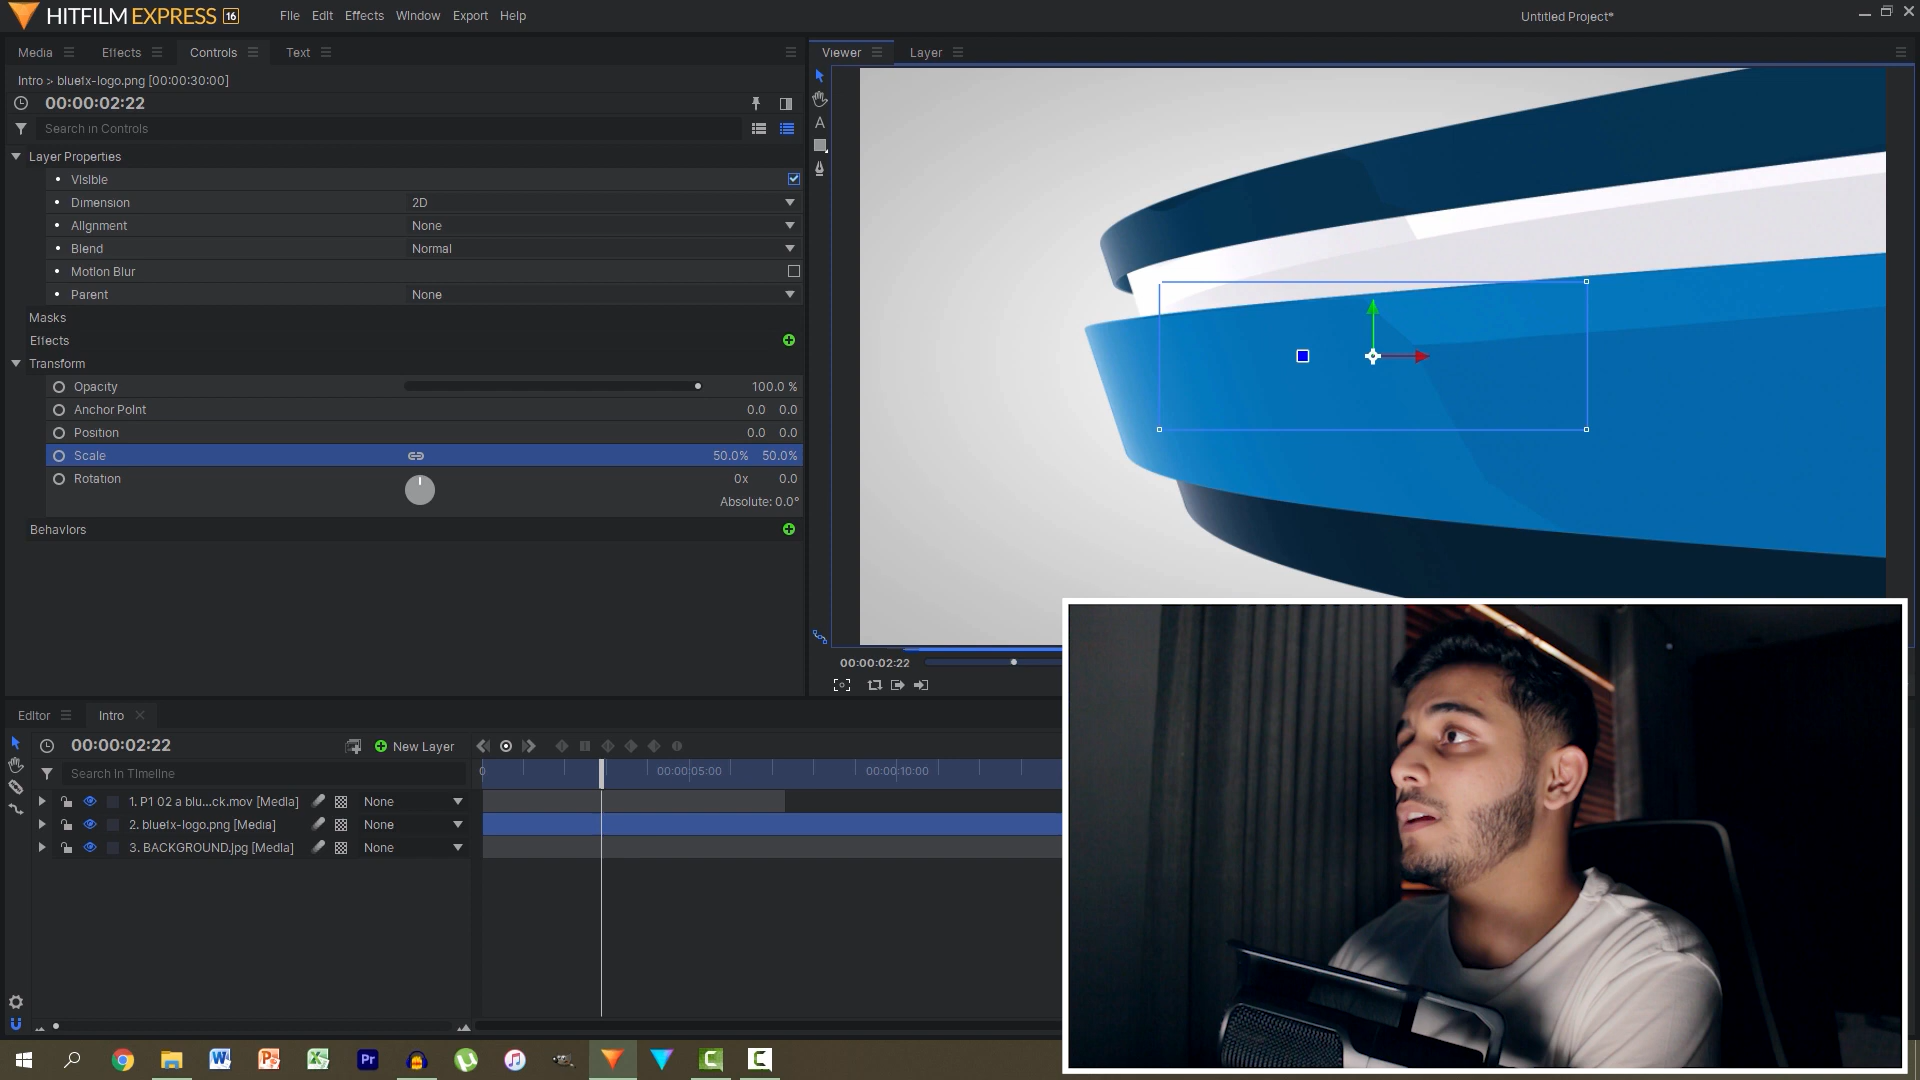 HITFILM EXPRESS 16
File Edit Effects Window Export Help
Untitled Project*
Media Effects Controls Text
Viewer Layer
Intro > bluefx-logo.png [00:00:30:00]
00:00:02:22
Search in Controls
Layer Properties
Visible
Dimension 2D
Alignment None
Blend Normal
Motion Blur
Parent None
Masks
Effects
Transform
Opacity 100.0 %
Anchor Point 0.0 0.0
Position 0.0 0.0
Scale 50.0% 50.0%
Rotation 0x 0.0
Absolute: 0.0°
Behaviors
A
00:00:02:22
Editor Intro
00:00:02:22 New Layer
Search in Timeline
0 00:00:05:00 00:00:10:00
1. P1 02 a blu...ck.mov [Media] None
2. bluefx-logo.png [Media] None
3. BACKGROUND.jpg [Media] None
W P X Pr µ C C